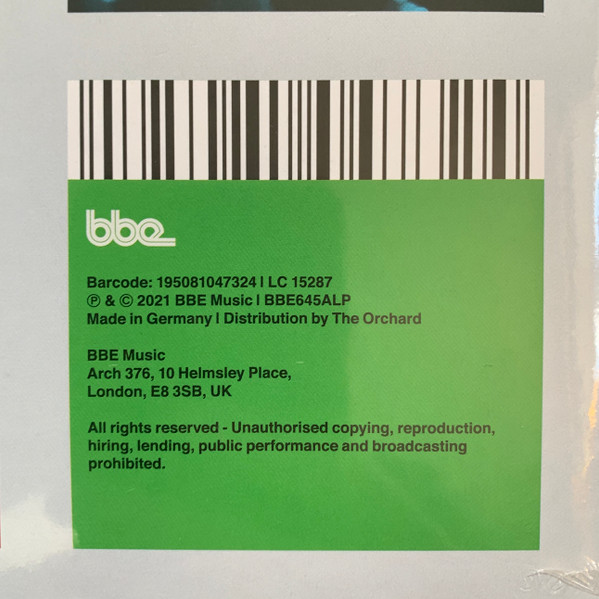 bbe
Barcode: 195081047324 | LC 15287
℗ & © 2021 BBE Music | BBE645ALP
Made in Germany | Distribution by The Orchard
BBE Music
Arch 376, 10 Helmsley Place,
London, E8 3SB, UK
All rights reserved - Unauthorised copying, reproduction,
hiring, lending, public performance and broadcasting
prohibited.